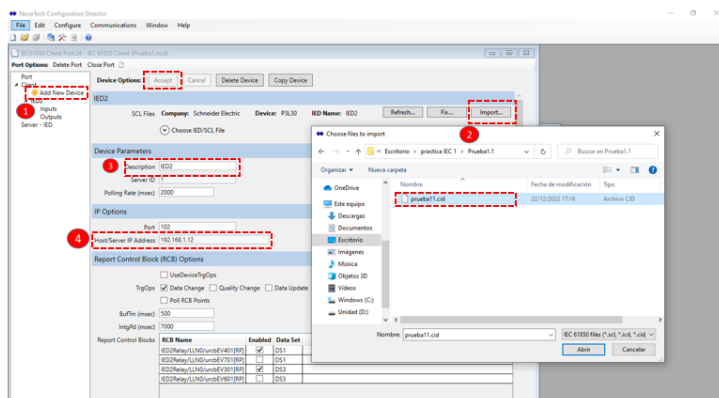 NovaTech Configuration Director
File Edit Configure Communications Window Help
IEC61850 Client Port 24 - IEC 61850 Client (Prueba1.ncd)
Port Options: Delete Port Close Port
Port
Client
Add New Device
IED2
Inputs
Outputs
Server - IED
1
Device Options: Accept Cancel Delete Device Copy Device
IED2
SCL Files Company: Schneider Electric Device: P3L30 IED Name: IED2 Refresh... Fix... Import...
2
Choose IED/SCL File
Device Parameters
3
Description IED2
Server ID 1
Polling Rate (msec) 2000
IP Options
Port 102
4
Host/Server IP Address 192.168.1.12
Report Control Block (RCB) Options
UseDeviceTrgOps
TrgOps Data Change Quality Change Data Update
Poll RCB Points
BufTm (msec) 500
IntgPd (msec) 7000
Report Control Blocks RCB Name Enabled Data Set
IED2Relay/LLN0/urcbEV401[RP] DS1
IED2Relay/LLN0/urcbEV701[RP] DS1
IED2Relay/LLN0/urcbEV301[RP] DS3
IED2Relay/LLN0/urcbEV601[RP] DS3
Choose files to import
« Escritorio › practica IEC 1 › Prueba1.1
Buscar en Prueba1.1
Organizar Nueva carpeta
OneDrive
Este equipo
Descargas
Documentos
Escritorio
Imágenes
Música
Objetos 3D
Vídeos
Windows (C:)
Unidad (D:)
Nombre Fecha de modificación Tipo
prueba11.cid 22/12/2022 17:16 Archivo CID
Nombre: prueba11.cid IEC 61850 files (*.scl, *.icd, *.cid,
Abrir Cancelar